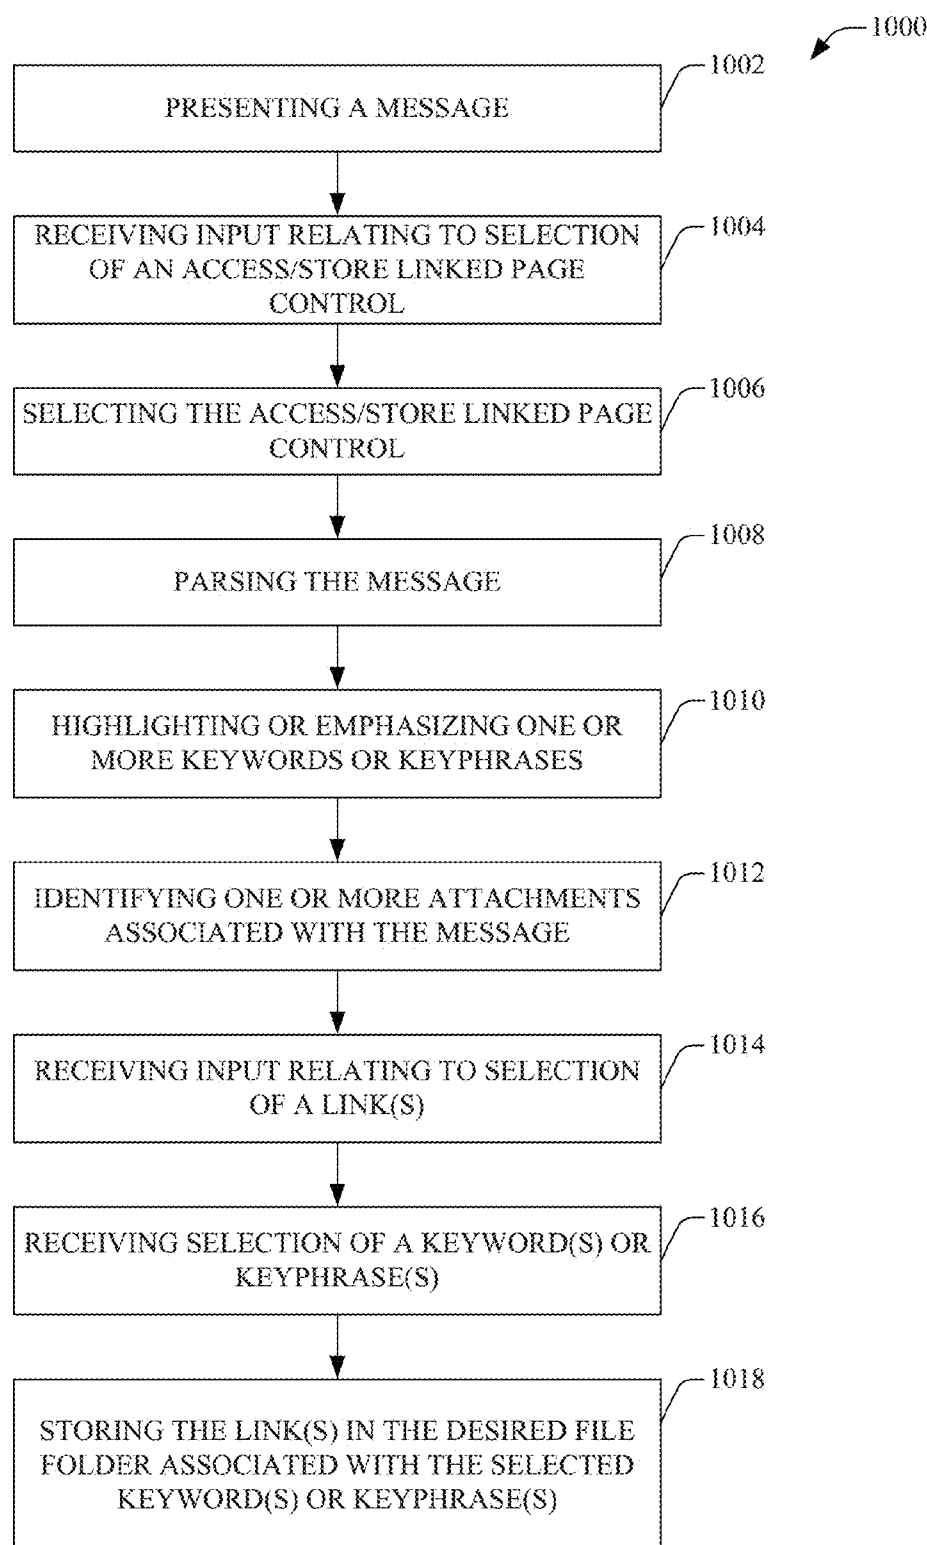 1000
1002
PRESENTING A MESSAGE
1004
RECEIVING INPUT RELATING TO SELECTION
OF AN ACCESS/STORE LINKED PAGE
CONTROL
1006
SELECTING THE ACCESS/STORE LINKED PAGE
CONTROL
1008
PARSING THE MESSAGE
1010
HIGHLIGHTING OR EMPHASIZING ONE OR
MORE KEYWORDS OR KEYPHRASES
1012
IDENTIFYING ONE OR MORE ATTACHMENTS
ASSOCIATED WITH THE MESSAGE
1014
RECEIVING INPUT RELATING TO SELECTION
OF A LINK(S)
1016
RECEIVING SELECTION OF A KEYWORD(S) OR
KEYPHRASE(S)
1018
STORING THE LINK(S) IN THE DESIRED FILE
FOLDER ASSOCIATED WITH THE SELECTED
KEYWORD(S) OR KEYPHRASE(S)